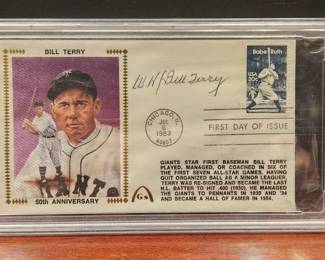 BILL TERRY
W H "Bill" Terry
Babe Ruth
USA
20c
CHICAGO, IL
JUL
6
1983
60607
FIRST DAY OF ISSUE
NY
IANTS
50TH ANNIVERSARY
GS
GIANTS STAR FIRST BASEMAN BILL TERRY
PLAYED, MANAGED, OR COACHED IN SIX OF
THE FIRST SEVEN ALL-STAR GAMES. HAVING
QUIT ORGANIZED BALL AS A MINOR LEAGUER,
TERRY WAS RE-SIGNED AND BECAME THE LAST
N.L. BATTER TO HIT .400 (1930). HE MANAGED
THE GIANTS TO PENNANTS IN 1933 AND '36
AND BECAME A HALL OF FAMER IN 1954.